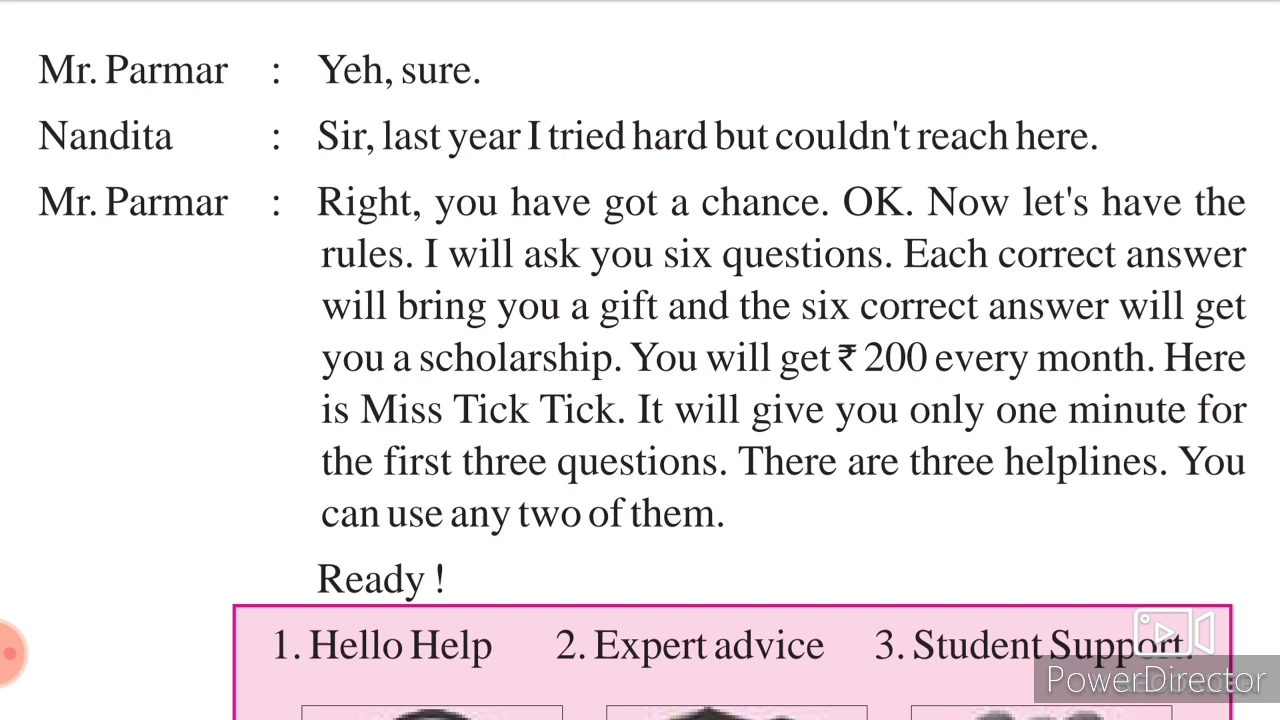 Mr. Parmar : Yeh, sure.
Nandita : Sir, last year I tried hard but couldn't reach here.
Mr. Parmar : Right, you have got a chance. OK. Now let's have the
rules. I will ask you six questions. Each correct answer
will bring you a gift and the six correct answer will get
you a scholarship. You will get ₹ 200 every month. Here
is Miss Tick Tick. It will give you only one minute for
the first three questions. There are three helplines. You
can use any two of them.
Ready !
1. Hello Help 2. Expert advice 3. Student Support.
PowerDirector